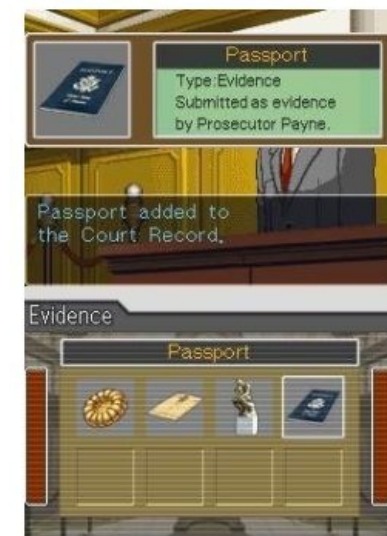 Passport
Type:Evidence
Submitted as evidence
by Prosecutor Payne.
Passport added to
the Court Record.
Evidence
Passport